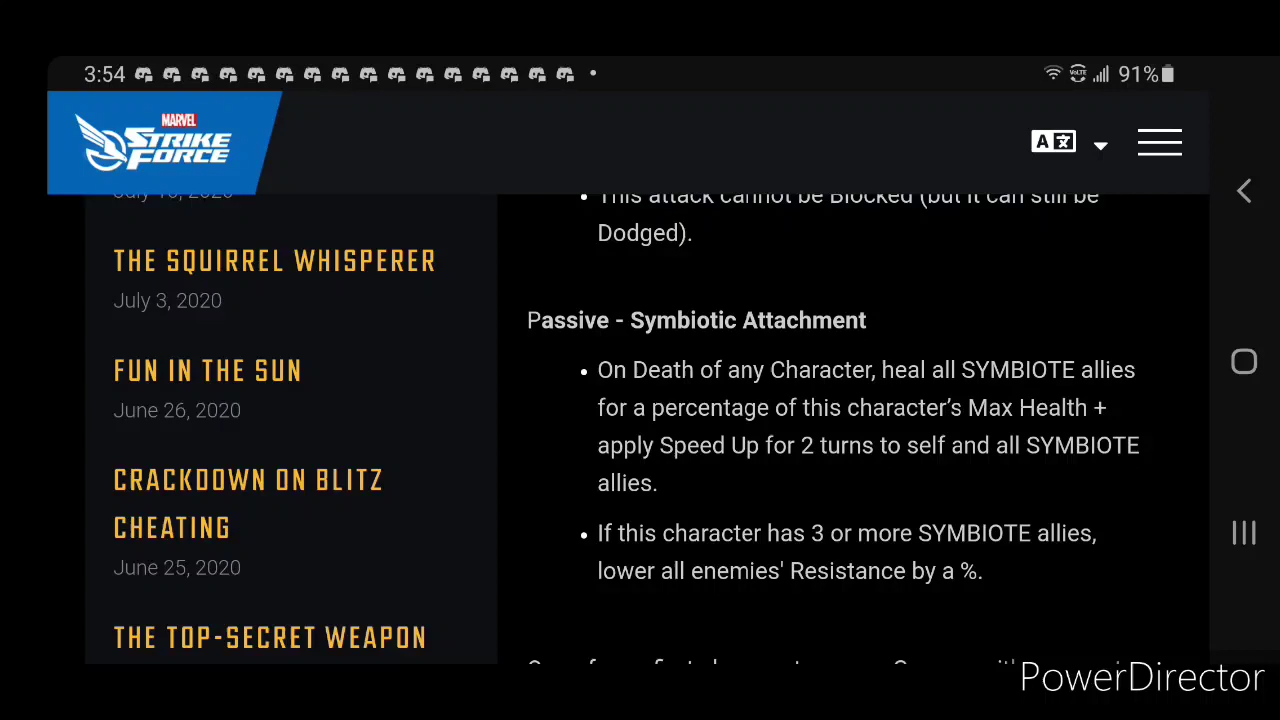 3:54
VoLTE
91%
MARVEL
STRIKE
FORCE
A
July 10, 2020
This attack cannot be Blocked (but it can still be
Dodged).
THE SQUIRREL WHISPERER
July 3, 2020
FUN IN THE SUN
June 26, 2020
CRACKDOWN ON BLITZ
CHEATING
June 25, 2020
THE TOP-SECRET WEAPON
Passive - Symbiotic Attachment
On Death of any Character, heal all SYMBIOTE allies
for a percentage of this character's Max Health +
apply Speed Up for 2 turns to self and all SYMBIOTE
allies.
If this character has 3 or more SYMBIOTE allies,
lower all enemies' Resistance by a %.
PowerDirector